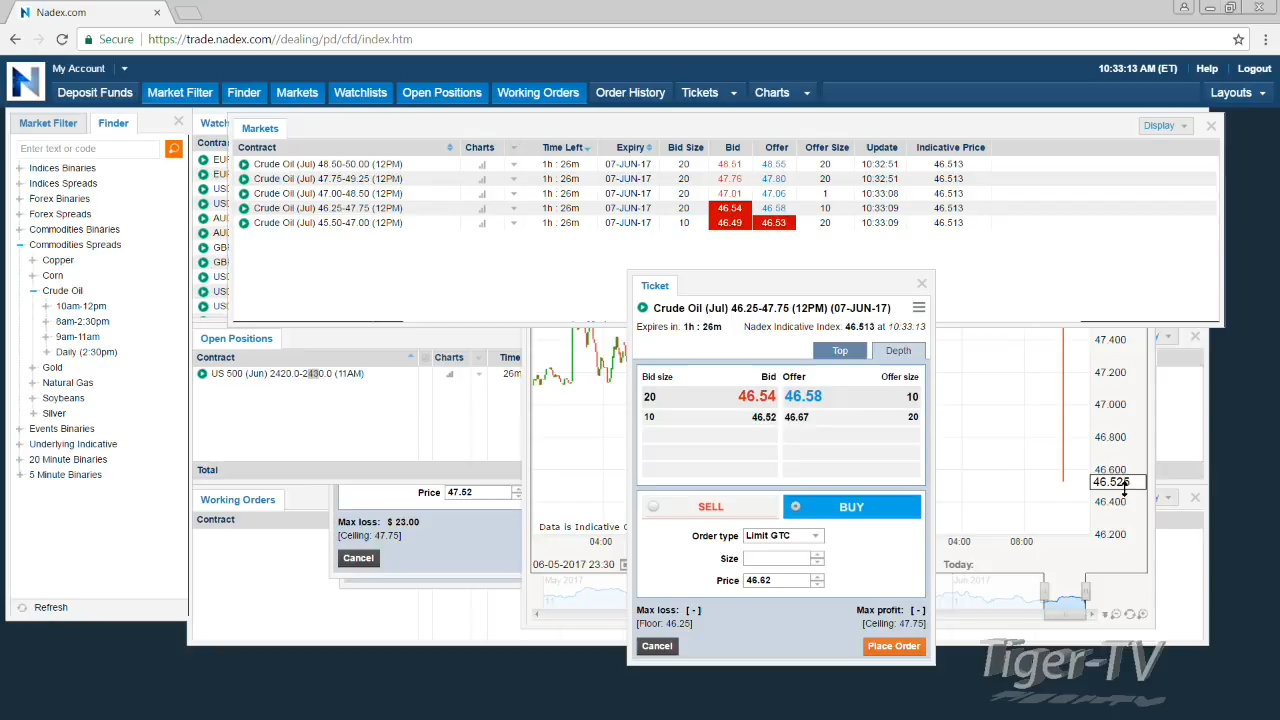 Nadex.com
Secure https://trade.nadex.com//dealing/pd/cfd/index.htm
My Account 10:33:13 AM (ET) Help Logout
Deposit Funds Market Filter Finder Markets Watchlists Open Positions Working Orders Order History Tickets Charts Layouts
Market Filter Finder
Enter text or code
Indices Binaries
Indices Spreads
Forex Binaries
Forex Spreads
Commodities Binaries
Commodities Spreads
Copper
Corn
Crude Oil
10am-12pm
8am-2:30pm
9am-11am
Daily (2:30pm)
Gold
Natural Gas
Soybeans
Silver
Events Binaries
Underlying Indicative
20 Minute Binaries
5 Minute Binaries
Refresh
Markets Display
Contract Charts Time Left Expiry Bid Size Bid Offer Offer Size Update Indicative Price
Crude Oil (Jul) 48.50-50.00 (12PM) 1h : 26m 07-JUN-17 20 48.51 48.55 20 10:32:51 46.513
Crude Oil (Jul) 47.75-49.25 (12PM) 1h : 26m 07-JUN-17 20 47.76 47.80 20 10:32:51 46.513
Crude Oil (Jul) 47.00-48.50 (12PM) 1h : 26m 07-JUN-17 20 47.01 47.06 1 10:33:08 46.513
Crude Oil (Jul) 46.25-47.75 (12PM) 1h : 26m 07-JUN-17 20 46.54 46.58 10 10:33:09 46.513
Crude Oil (Jul) 45.50-47.00 (12PM) 1h : 26m 07-JUN-17 10 46.49 46.53 20 10:33:09 46.513
Open Positions
Contract Charts Time
US 500 (Jun) 2420.0-2430.0 (11AM) 26m
Total
Working Orders
Contract
Price 47.52
Max loss: $ 23.00
[Ceiling: 47.75]
Cancel
Ticket
Crude Oil (Jul) 46.25-47.75 (12PM) (07-JUN-17)
Expires in: 1h : 26m Nadex Indicative Index: 46.513 at 10.33.13
Top Depth
Bid size Bid Offer Offer size
20 46.54 46.58 10
10 46.52 46.67 20
SELL BUY
Order type Limit GTC
Size
Price 46.62
Max loss: [ - ] Max profit: [ - ]
[Floor: 46.25] [Ceiling: 47.75]
Cancel Place Order
47.400
47.200
47.000
46.800
46.600
46.400
46.200
Data is Indicative
04:00 04:00 08:00
06-05-2017 23.30 Today:
May 2017 Jun 2017
Tiger-TV